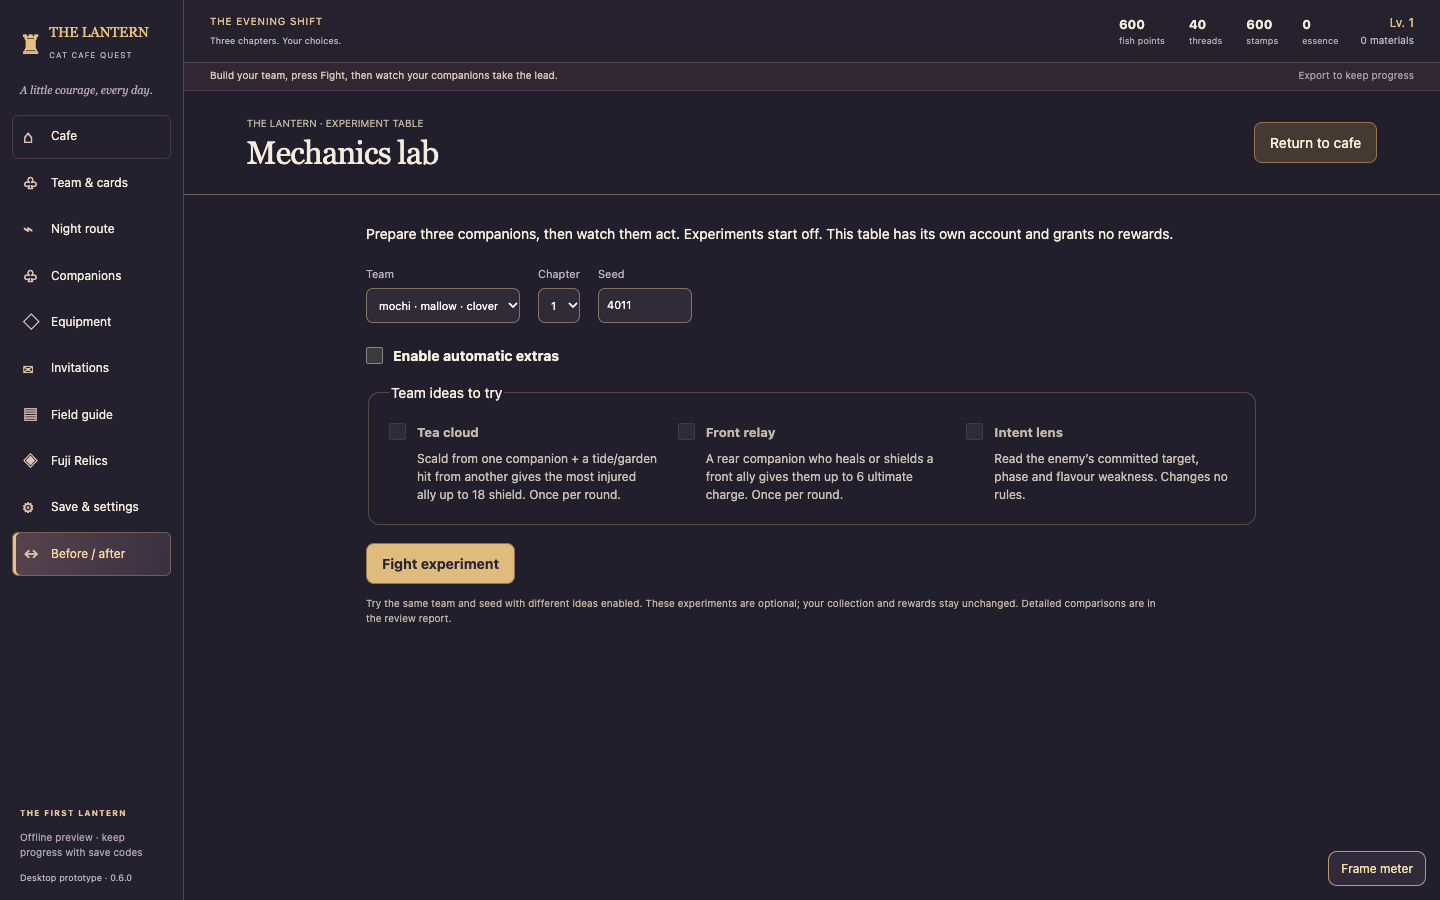 THE LANTERN
CAT CAFE QUEST
A little courage, every day.
Cafe
Team & cards
Night route
Companions
Equipment
Invitations
Field guide
Fuji Relics
Save & settings
Before / after
THE FIRST LANTERN
Offline preview · keep
progress with save codes
Desktop prototype · 0.6.0
THE EVENING SHIFT
Three chapters. Your choices.
600
fish points
40
threads
600
stamps
0
essence
Lv. 1
0 materials
Build your team, press Fight, then watch your companions take the lead.
Export to keep progress
THE LANTERN · EXPERIMENT TABLE
Mechanics lab
Return to cafe
Prepare three companions, then watch them act. Experiments start off. This table has its own account and grants no rewards.
Team
Chapter
Seed
mochi · mallow · clover
1
4011
Enable automatic extras
Team ideas to try
Tea cloud
Scald from one companion + a tide/garden
hit from another gives the most injured
ally up to 18 shield. Once per round.
Front relay
A rear companion who heals or shields a
front ally gives them up to 6 ultimate
charge. Once per round.
Intent lens
Read the enemy's committed target,
phase and flavour weakness. Changes no
rules.
Fight experiment
Try the same team and seed with different ideas enabled. These experiments are optional; your collection and rewards stay unchanged. Detailed comparisons are in
the review report.
Frame meter